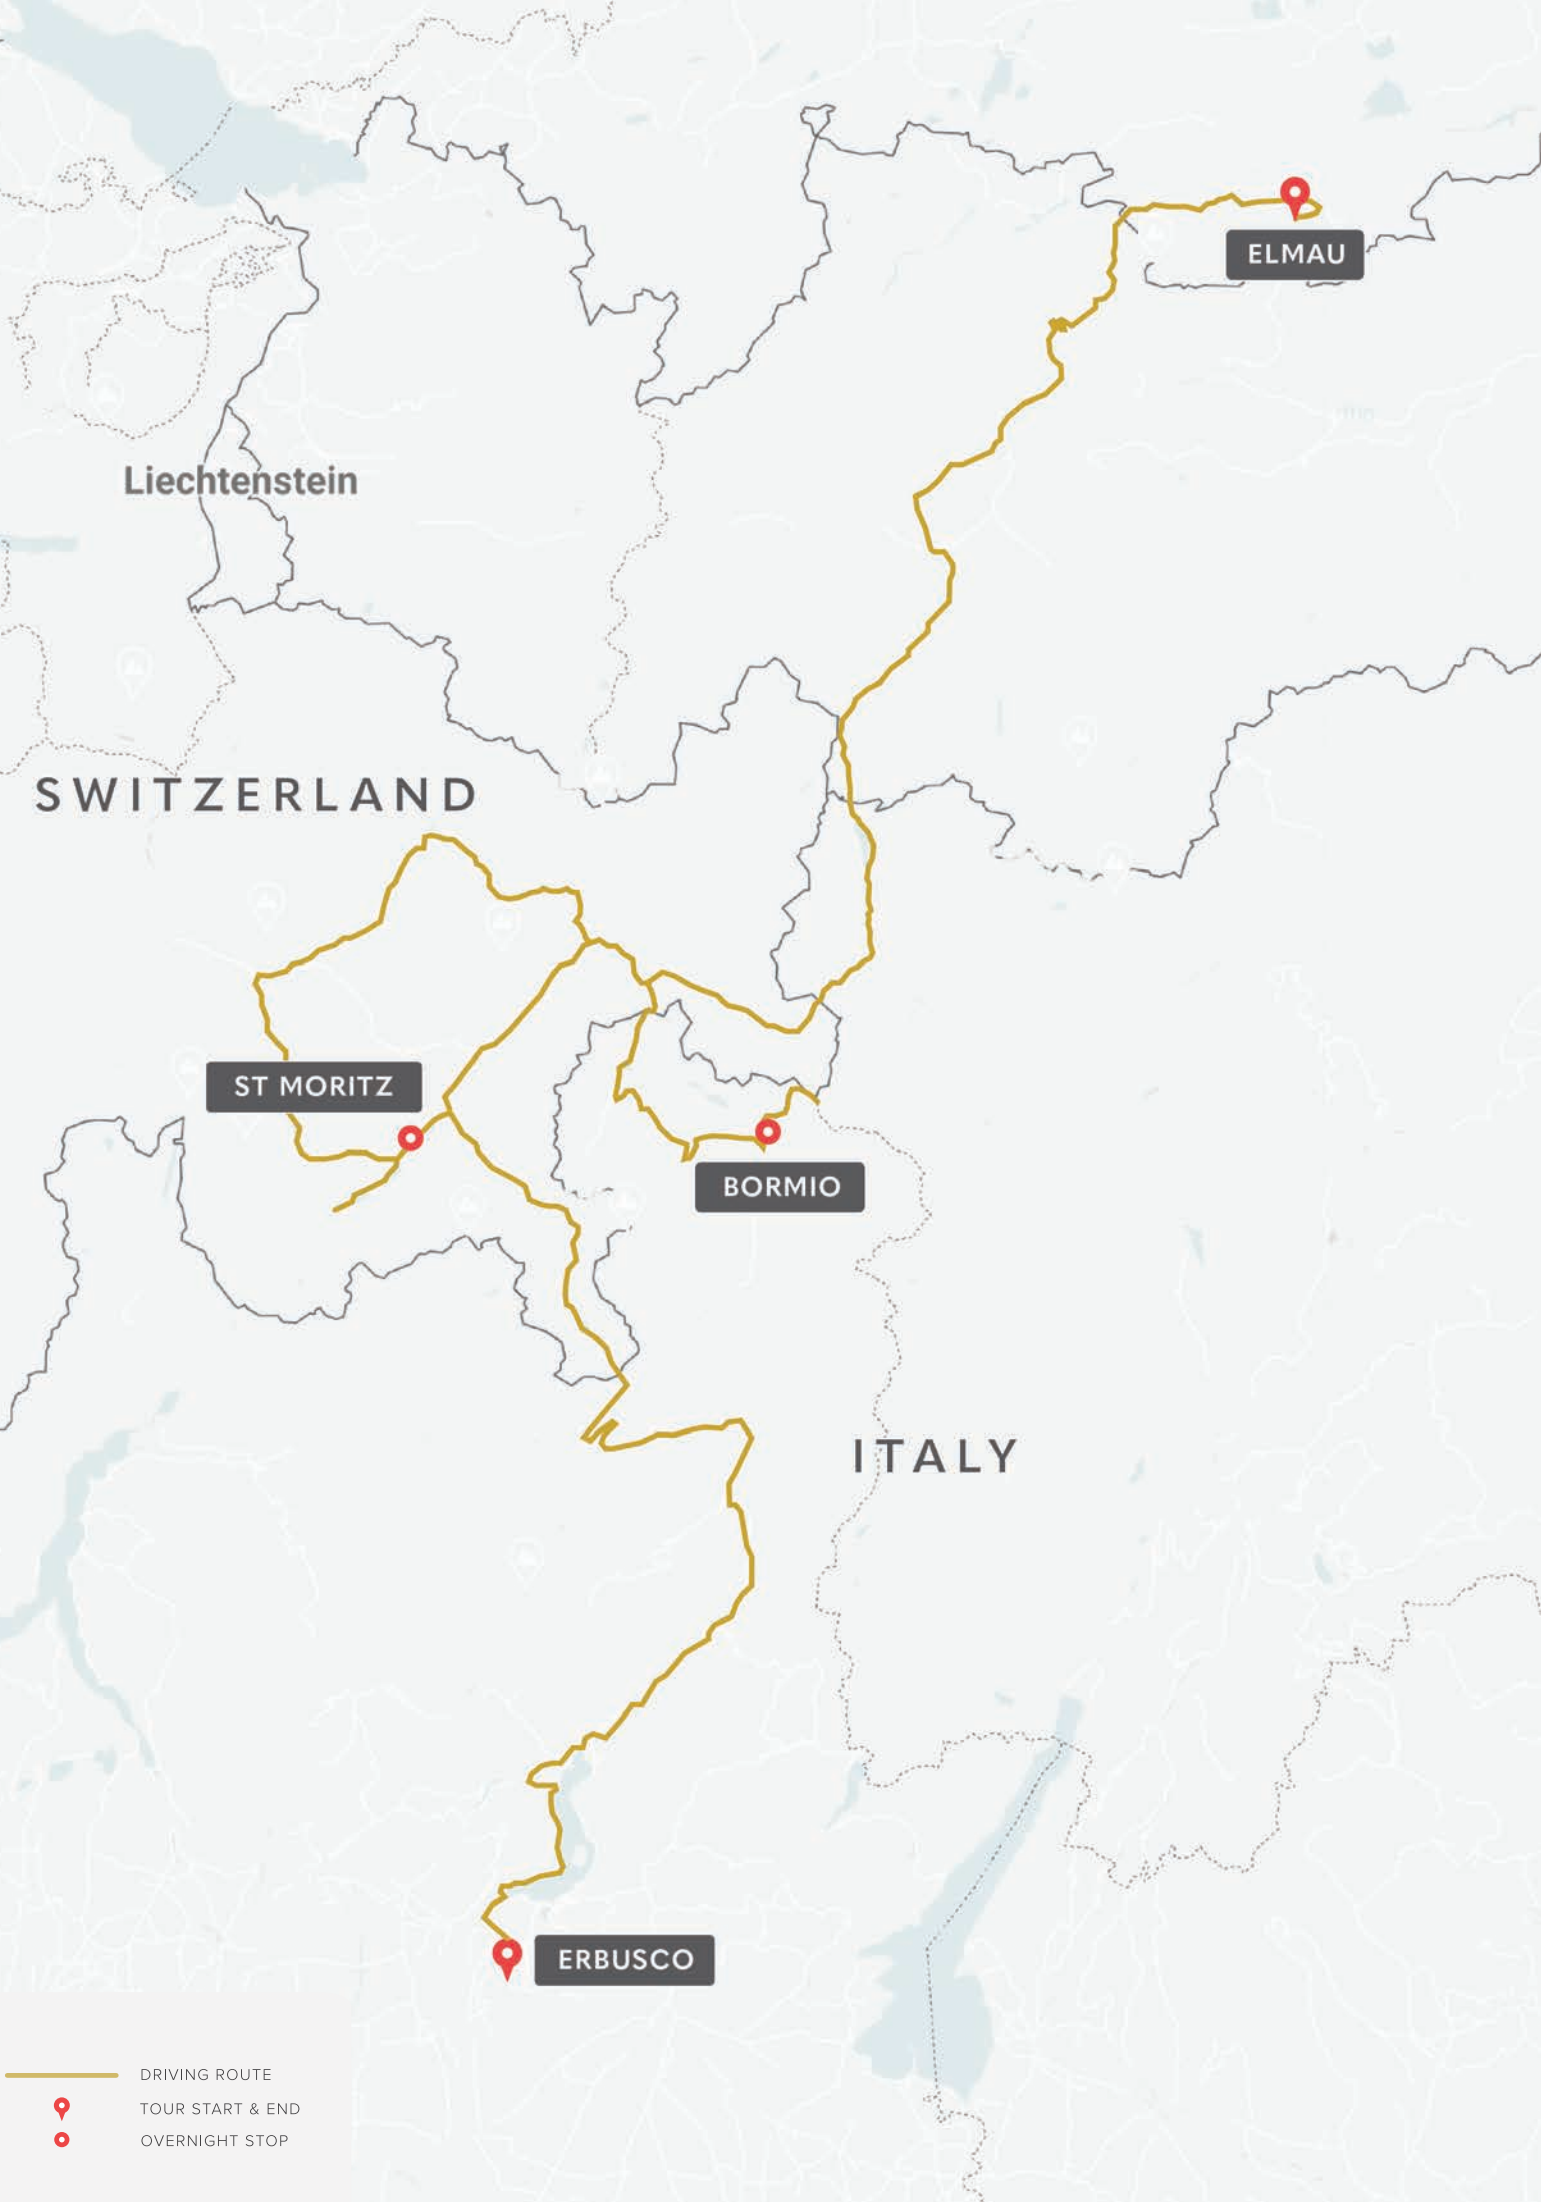 ELMAU
Liechtenstein
SWITZERLAND
ST MORITZ
BORMIO
ITALY
ERBUSCO
DRIVING ROUTE
TOUR START & END
OVERNIGHT STOP